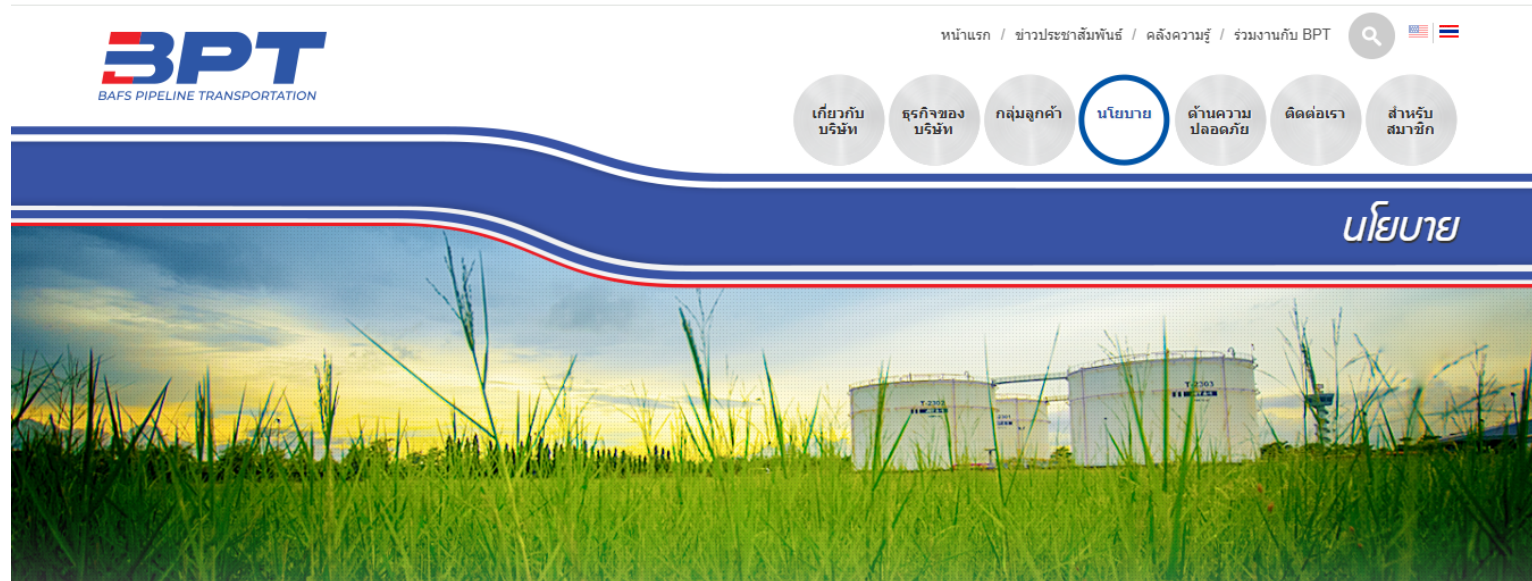 BPT
BAFS PIPELINE TRANSPORTATION
หน้าแรก / ข่าวประชาสัมพันธ์ / คลังความรู้ / ร่วมงานกับ BPT
เกี่ยวกับ
บริษัท
ธุรกิจของ
บริษัท
กลุ่มลูกค้า
นโยบาย
ด้านความ
ปลอดภัย
ติดต่อเรา
สำหรับ
สมาชิก
นโยบาย
T-2302
T-2303